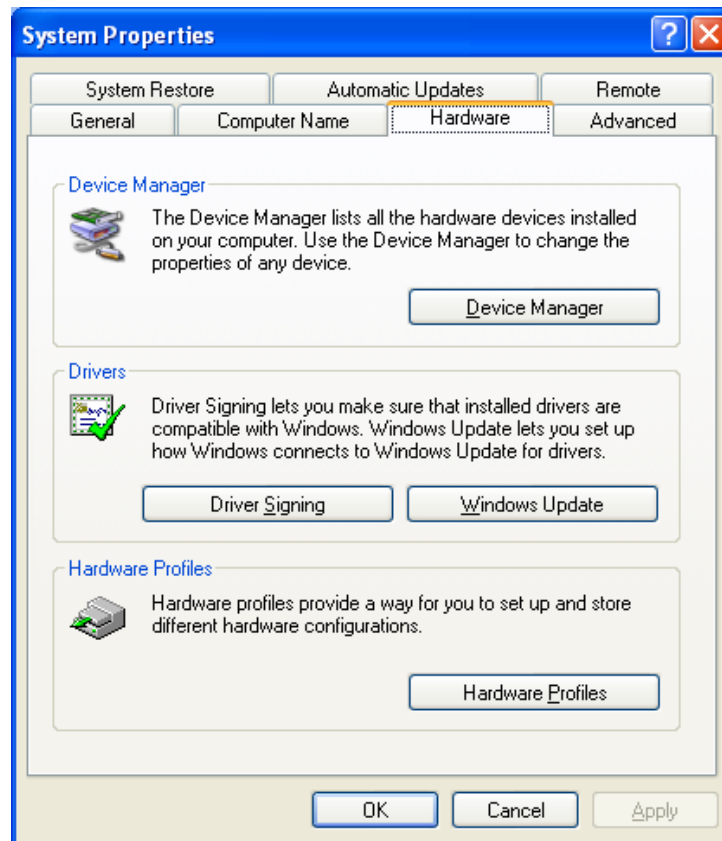 System Properties
System Restore
Automatic Updates
Remote
General
Computer Name
Hardware
Advanced
Device Manager
The Device Manager lists all the hardware devices installed
on your computer. Use the Device Manager to change the
properties of any device.
Device Manager
Drivers
Driver Signing lets you make sure that installed drivers are
compatible with Windows. Windows Update lets you set up
how Windows connects to Windows Update for drivers.
Driver Signing
Windows Update
Hardware Profiles
Hardware profiles provide a way for you to set up and store
different hardware configurations.
Hardware Profiles
OK
Cancel
Apply